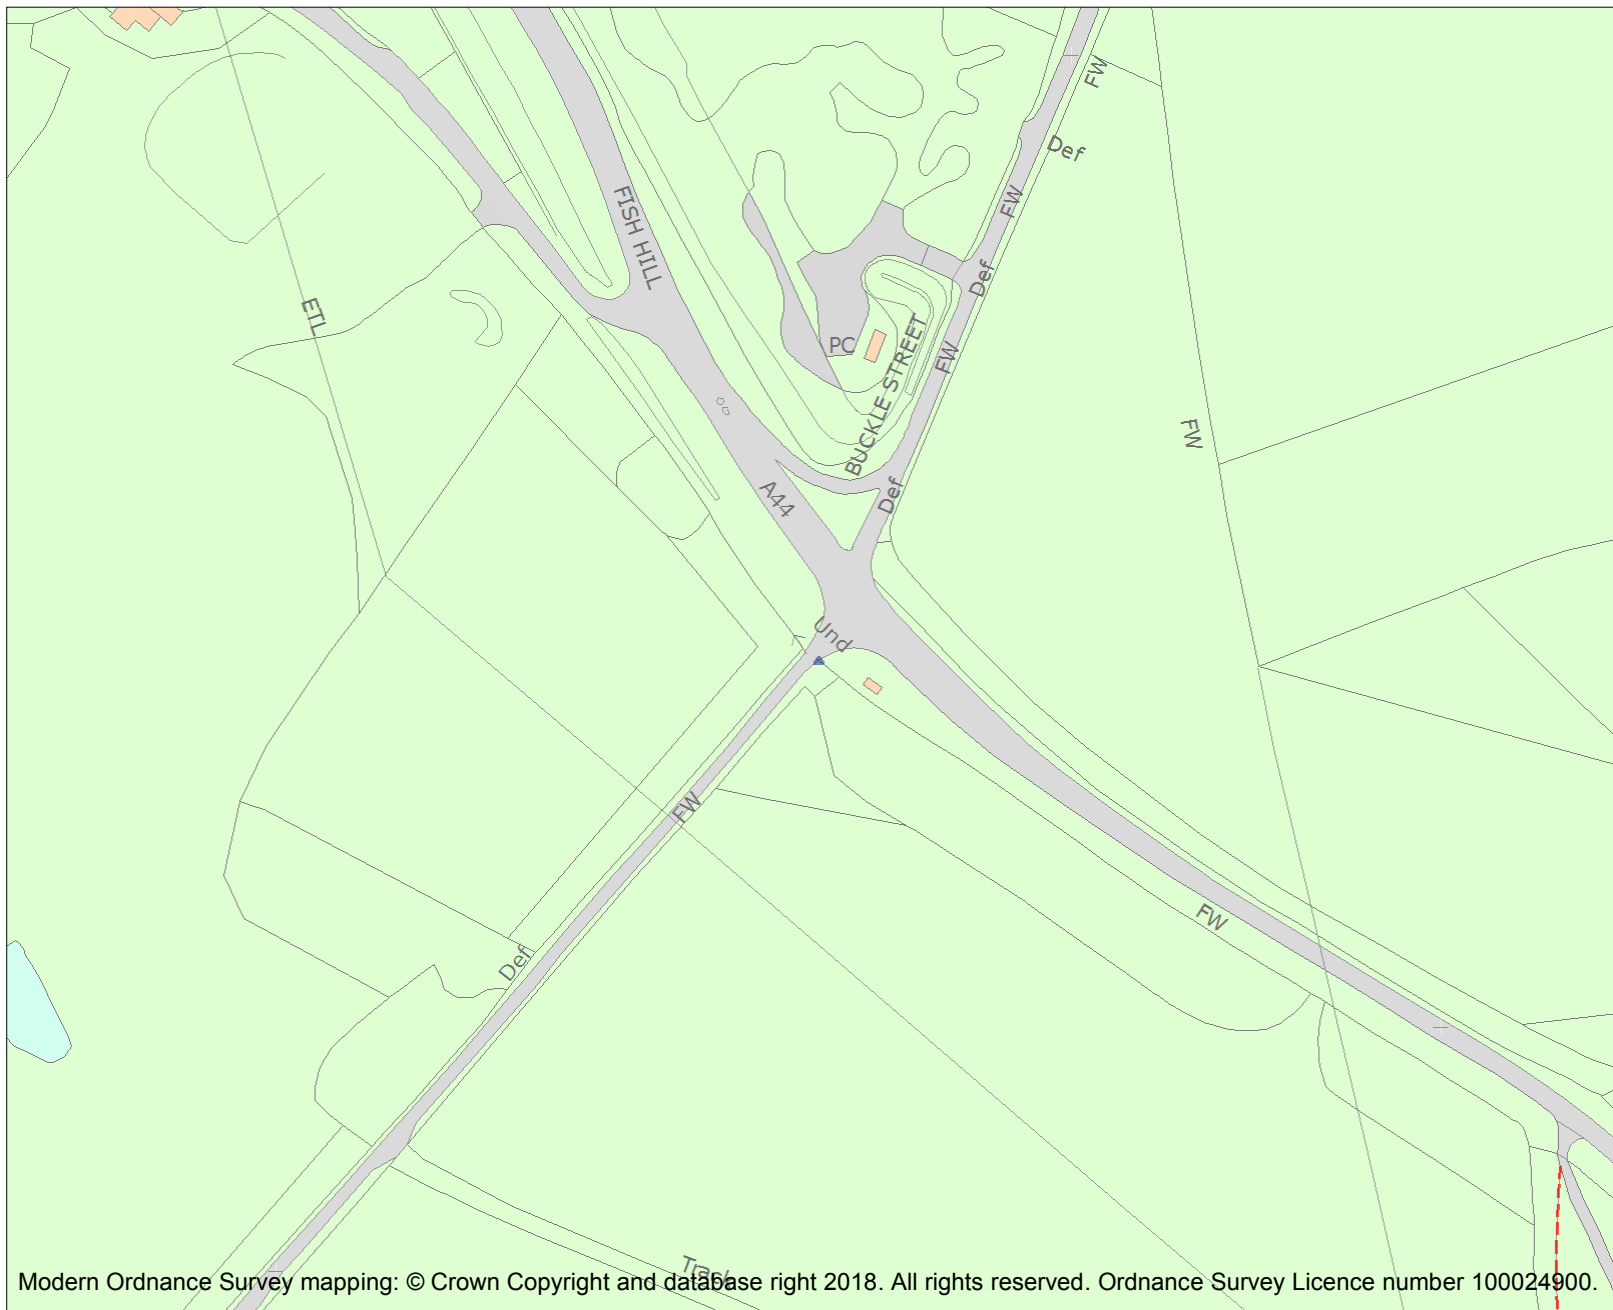 FW
Def
FISH HILL
FW
Def
ETL
PC
BUCKLE STREET
FW
FW
A44
Def
Und
FW
FW
Def
Track
Modern Ordnance Survey mapping: © Crown Copyright and database right 2018. All rights reserved. Ordnance Survey Licence number 100024900.